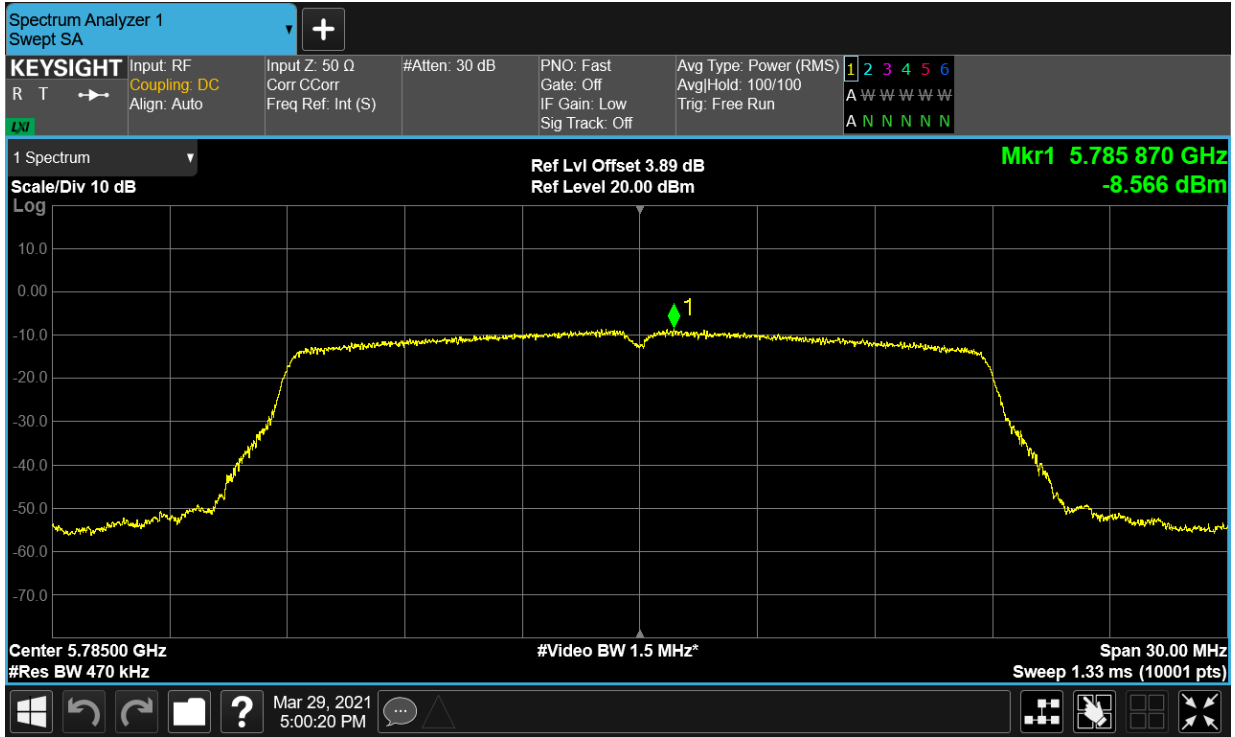 Spectrum Analyzer 1
Swept SA
+
KEYSIGHT
R T
LXI
Input: RF
Coupling: DC
Align: Auto
Input Z: 50 Ω
Corr CCorr
Freq Ref: Int (S)
#Atten: 30 dB
PNO: Fast
Gate: Off
IF Gain: Low
Sig Track: Off
Avg Type: Power (RMS)
Avg|Hold: 100/100
Trig: Free Run
1 2 3 4 5 6
A W W W W W
A N N N N N
1 Spectrum
Scale/Div 10 dB
Log
Ref Lvl Offset 3.89 dB
Ref Level 20.00 dBm
Mkr1 5.785 870 GHz
-8.566 dBm
10.0
0.00
1
-10.0
-20.0
-30.0
-40.0
-50.0
-60.0
-70.0
Center 5.78500 GHz
#Res BW 470 kHz
#Video BW 1.5 MHz*
Span 30.00 MHz
Sweep 1.33 ms (10001 pts)
?
Mar 29, 2021
5:00:20 PM